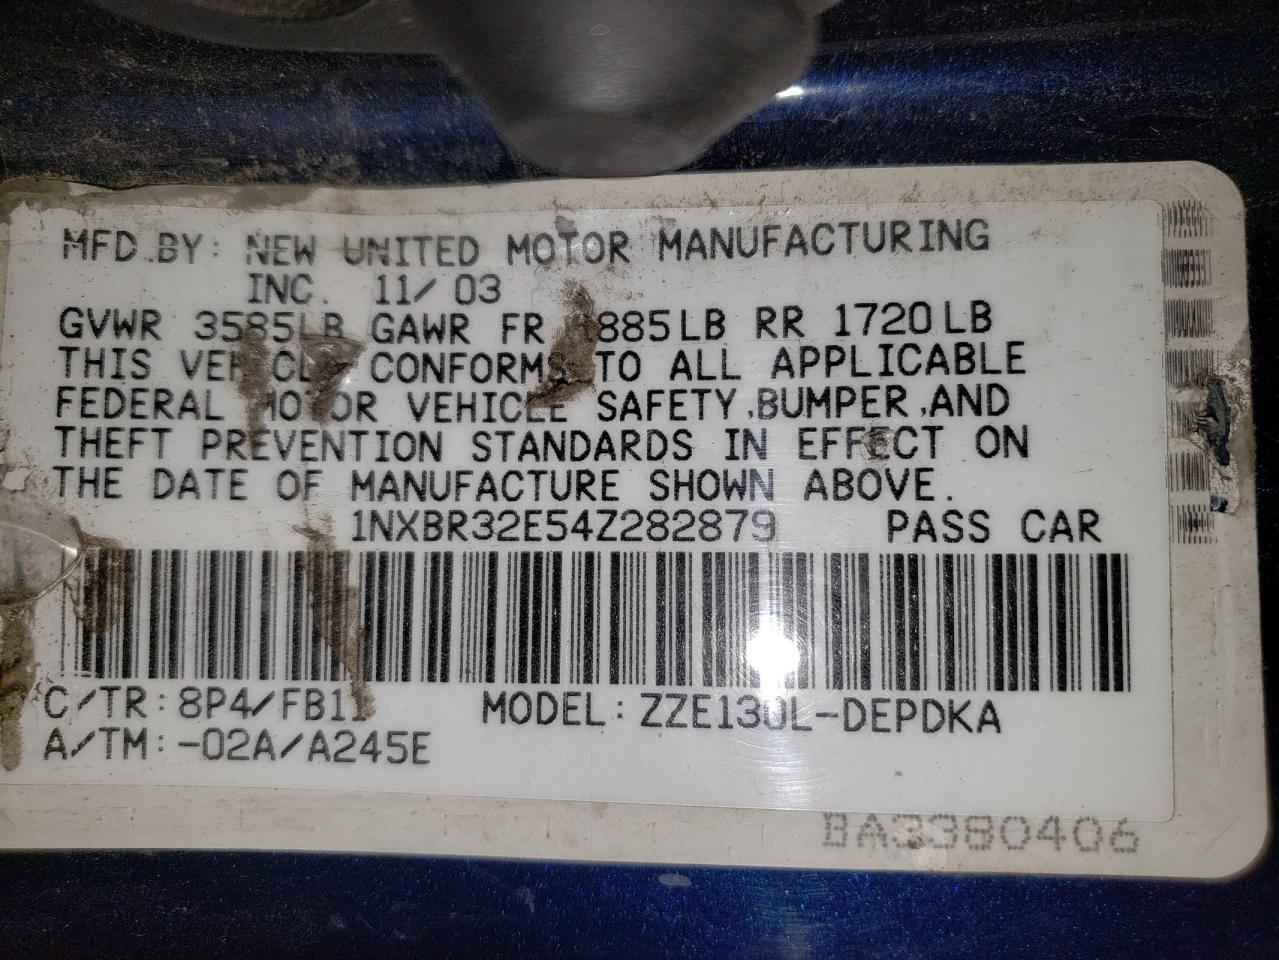 MFD.BY: NEW UNITED MOTOR MANUFACTURING
INC. 11/ 03
GVWR 3585LB GAWR FR 1885LB RR 1720LB
THIS VEHICLE CONFORMS TO ALL APPLICABLE
FEDERAL MOTOR VEHICLE SAFETY,BUMPER,AND
THEFT PREVENTION STANDARDS IN EFFECT ON
THE DATE OF MANUFACTURE SHOWN ABOVE.
1NXBR32E54Z282879 PASS CAR
C/TR: 8P4/FB11 MODEL: ZZE130L-DEPDKA
A/TM: -02A/A245E
BA3380406